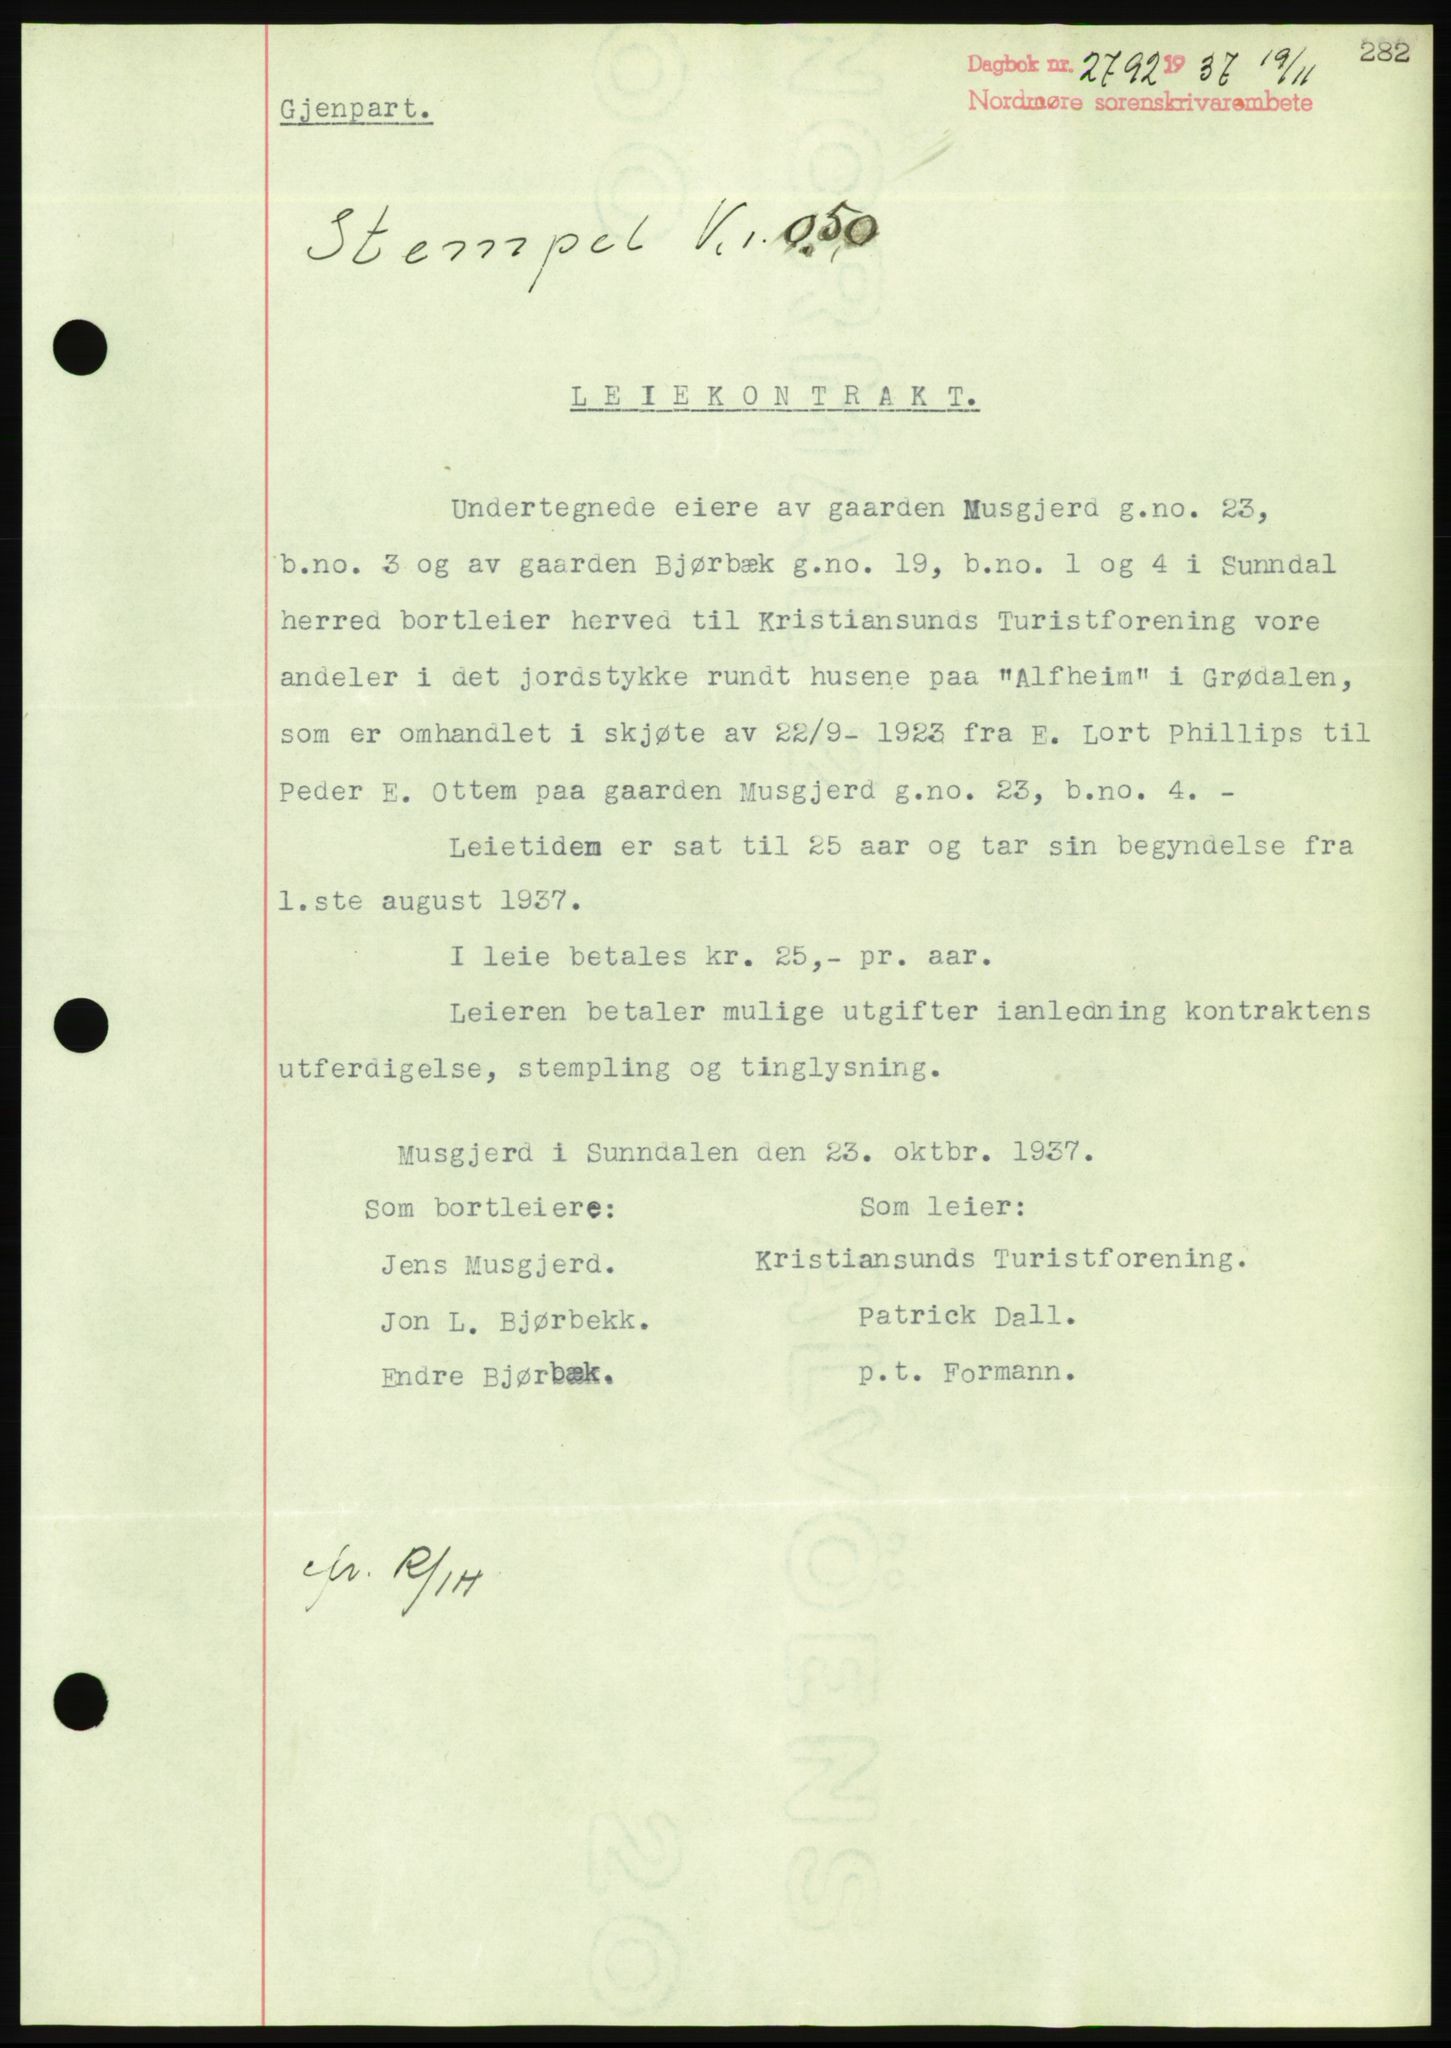 282
Dagbok nr. 2792 1937 19/11
Nordmøre sorenskrivarembete
Gjenpart.
Stempel Kr. 0.50
LEIEKONTRAKT.
Undertegnede eiere av gaarden Musgjerd g.no. 23,
b.no. 3 og av gaarden Bjørbæk g.no. 19, b.no. 1 og 4 i Sunndal
herred bortleier herved til Kristiansunds Turistforening vore
andeler i det jordstykke rundt husene paa "Alfheim" i Grødalen,
som er omhandlet i skjøte av 22/9- 1923 fra E. Lort Phillips til
Peder E. Ottem paa gaarden Musgjerd g.no. 23, b.no. 4. -
Leietiden er sat til 25 aar og tar sin begyndelse fra
1.ste august 1937.
I leie betales kr. 25,- pr. aar.
Leieren betaler mulige utgifter ianledning kontraktens
utferdigelse, stempling og tinglysning.
Musgjerd i Sunndalen den 23. oktbr. 1937.
Som bortleiere: Som leier:
Jens Musgjerd. Kristiansunds Turistforening.
Jon L. Bjørbekk. Patrick Dall.
Endre Bjørbæk. p.t. Formann.